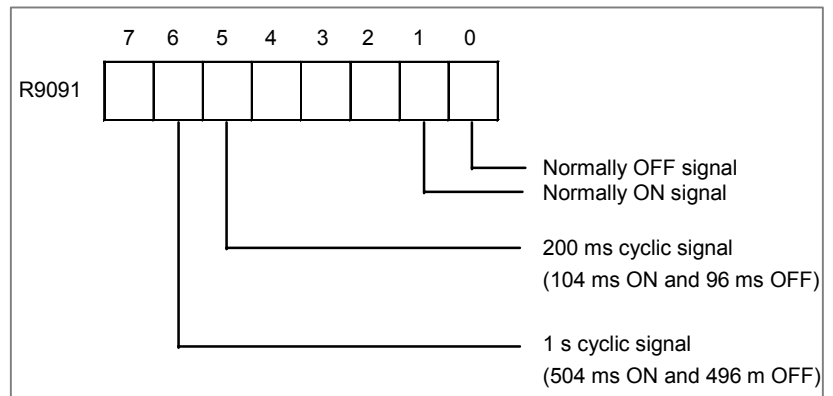 7 6 5 4 3 2 1 0
R9091
Normally OFF signal
Normally ON signal
200 ms cyclic signal
(104 ms ON and 96 ms OFF)
1 s cyclic signal
(504 ms ON and 496 m OFF)